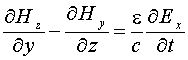 ∂H_z/∂y − ∂H_y/∂z = ε/c ∂E_x/∂t